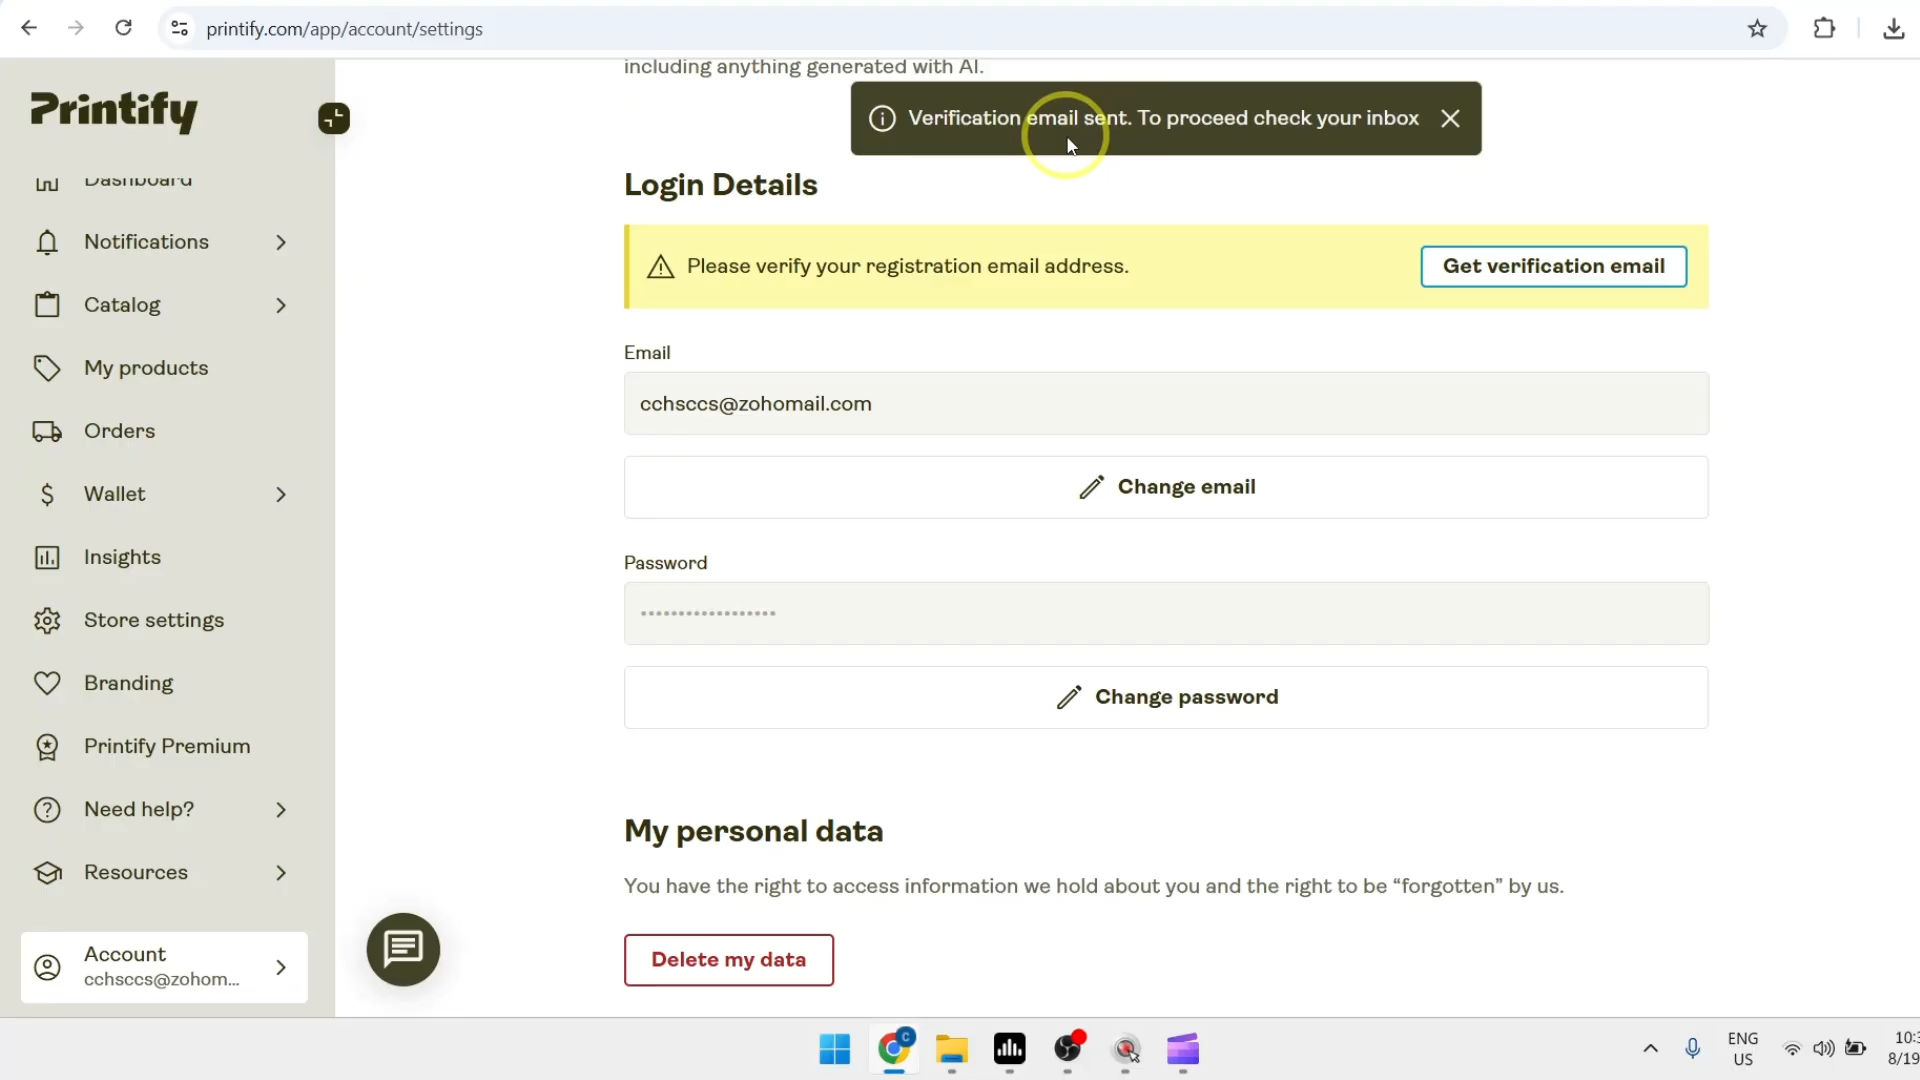 printify.com/app/account/settings
including anything generated with AI.
Printify
Verification email sent. To proceed check your inbox
Dashboard
Notifications
Catalog
My products
Orders
Wallet
Insights
Store settings
Branding
Printify Premium
Need help?
Resources
Account
cchsccs@zohom...
Login Details
Please verify your registration email address.
Get verification email
Email
cchsccs@zohomail.com
Change email
Password
Change password
My personal data
You have the right to access information we hold about you and the right to be “forgotten” by us.
Delete my data
C
ENG
US
10:3
8/19